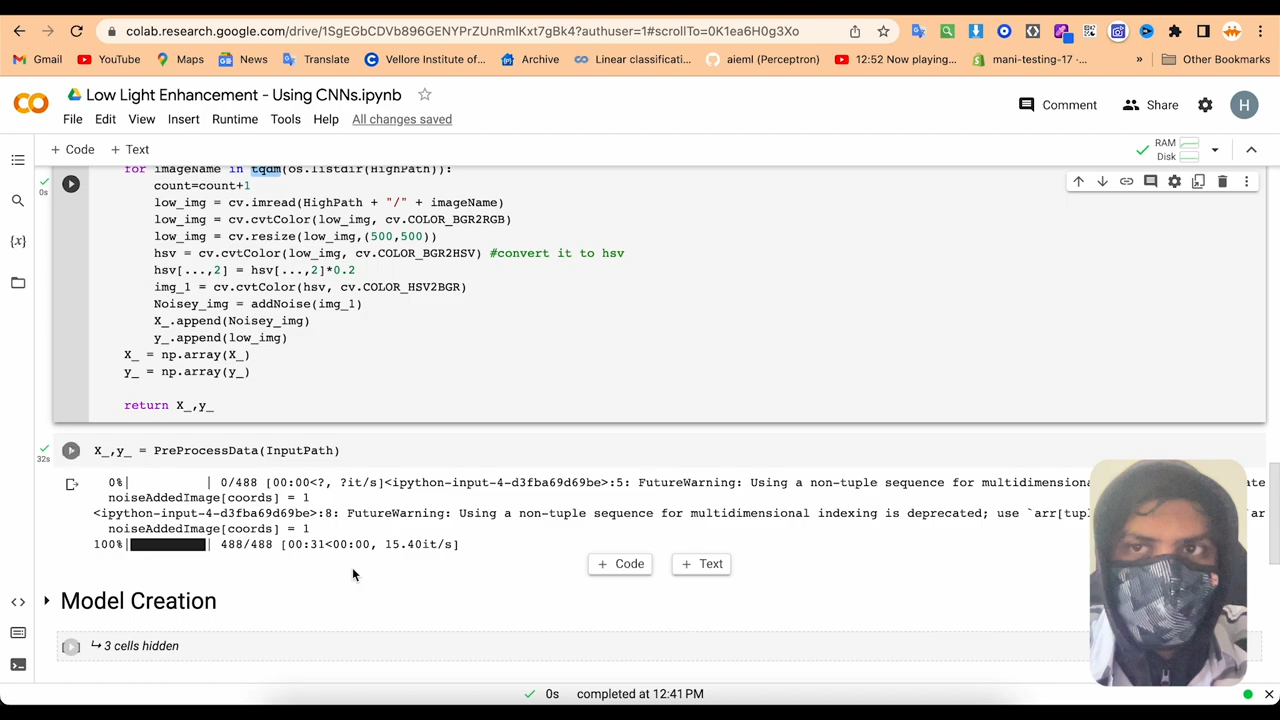 colab.research.google.com/drive/1SgEGbCDVb896GENYPrZUnRmlKxt7gBk4?authuser=1#scrollTo=0K1ea6H0g3Xo
Gmail YouTube Maps News Translate Vellore Institute of... Archive Linear classificati... aieml (Perceptron) 12:52 Now playing... mani-testing-17 -... » Other Bookmarks
Low Light Enhancement - Using CNNs.ipynb
Comment Share H
File Edit View Insert Runtime Tools Help All changes saved
+ Code + Text
RAM
Disk
for imageName in tqdm(os.listdir(HighPath)):
0s
count=count+1
low_img = cv.imread(HighPath + "/" + imageName)
low_img = cv.cvtColor(low_img, cv.COLOR_BGR2RGB)
low_img = cv.resize(low_img,(500,500))
hsv = cv.cvtColor(low_img, cv.COLOR_BGR2HSV) #convert it to hsv
hsv[...,2] = hsv[...,2]*0.2
img_1 = cv.cvtColor(hsv, cv.COLOR_HSV2BGR)
Noisey_img = addNoise(img_1)
X_.append(Noisey_img)
y_.append(low_img)
X_ = np.array(X_)
y_ = np.array(y_)
return X_,y_
X_,y_ = PreProcessData(InputPath)
32s
0%| | 0/488 [00:00<?, ?it/s]<ipython-input-4-d3fba69d69be>:5: FutureWarning: Using a non-tuple sequence for multidimensiona
noiseAddedImage[coords] = 1
<ipython-input-4-d3fba69d69be>:8: FutureWarning: Using a non-tuple sequence for multidimensional indexing is deprecated; use `arr[tupl
noiseAddedImage[coords] = 1
100%| | 488/488 [00:31<00:00, 15.40it/s]
+ Code + Text
Model Creation
[ ] ↳ 3 cells hidden
0s completed at 12:41 PM